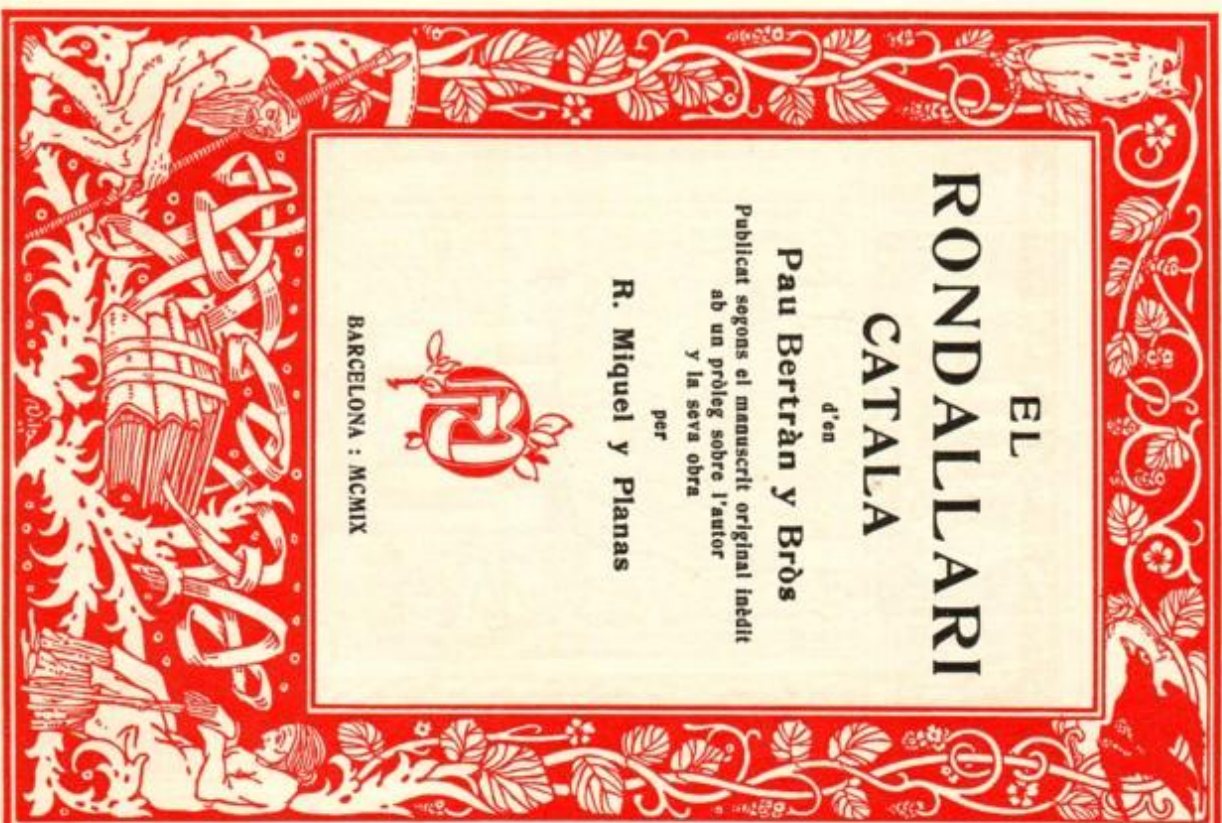 EL
RONDALLARI
CATALA
d'en
Pau Bertràn y Bròs
Publicat segons el manuscrit original inèdit
ab un pròleg sobre l'autor
y la seva obra
per
R. Miquel y Planas
BARCELONA : MCMIX